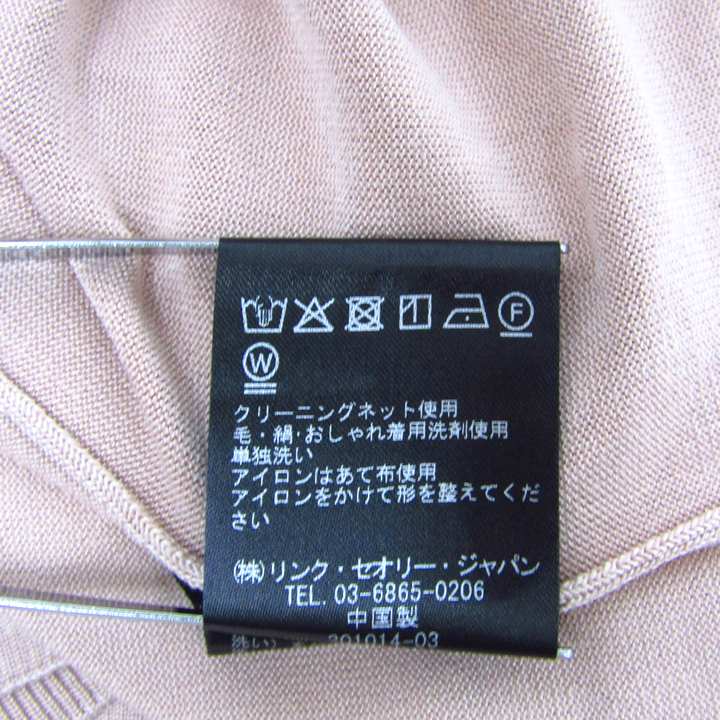 F
W
クリーニングネット使用
毛・絹・おしゃれ着用洗剤使用
単独洗い
アイロンはあて布使用
アイロンをかけて形を整えてくだ
さい
(株)リンク・セオリー・ジャパン
TEL. 03-6865-0206
中国製
201014-03